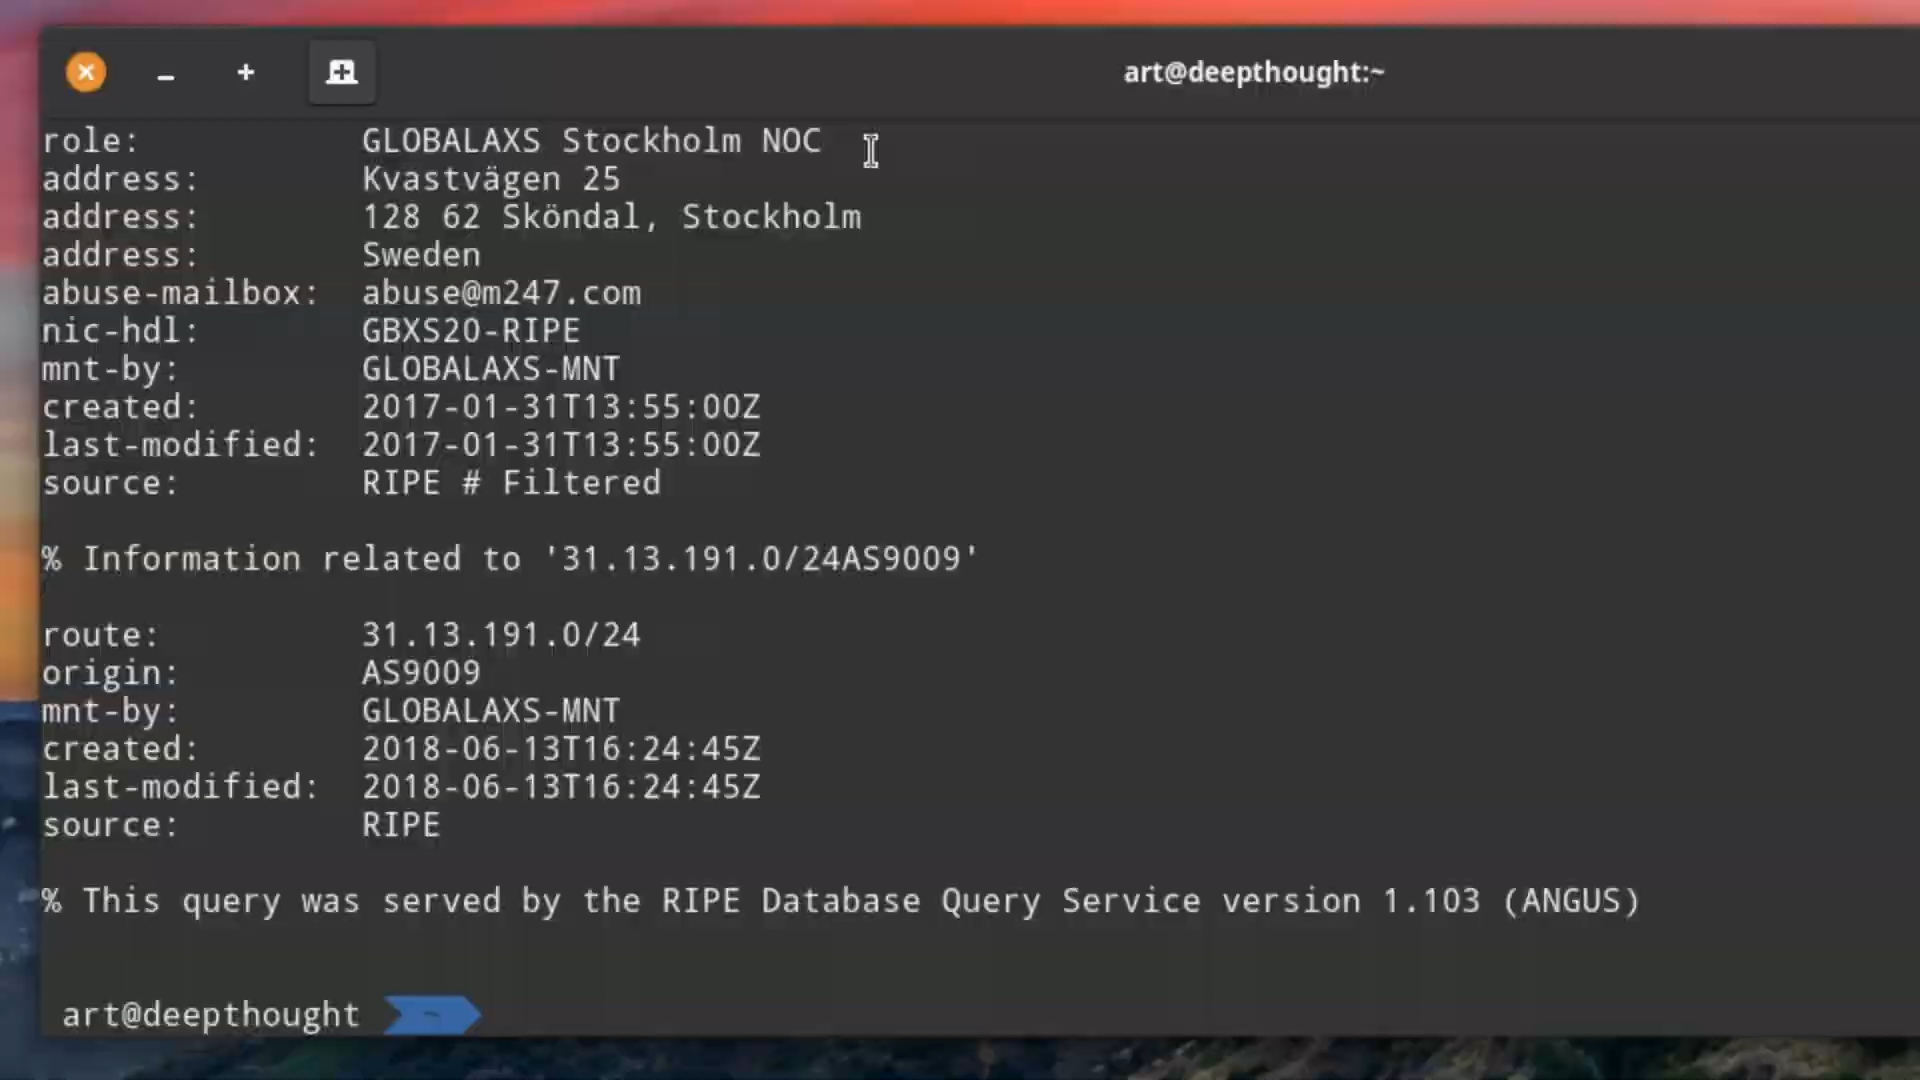 art@deepthought:~
role: GLOBALAXS Stockholm NOC
address: Kvastvägen 25
address: 128 62 Sköndal, Stockholm
address: Sweden
abuse-mailbox: abuse@m247.com
nic-hdl: GBXS20-RIPE
mnt-by: GLOBALAXS-MNT
created: 2017-01-31T13:55:00Z
last-modified: 2017-01-31T13:55:00Z
source: RIPE # Filtered
% Information related to '31.13.191.0/24AS9009'
route: 31.13.191.0/24
origin: AS9009
mnt-by: GLOBALAXS-MNT
created: 2018-06-13T16:24:45Z
last-modified: 2018-06-13T16:24:45Z
source: RIPE
% This query was served by the RIPE Database Query Service version 1.103 (ANGUS)
art@deepthought ~